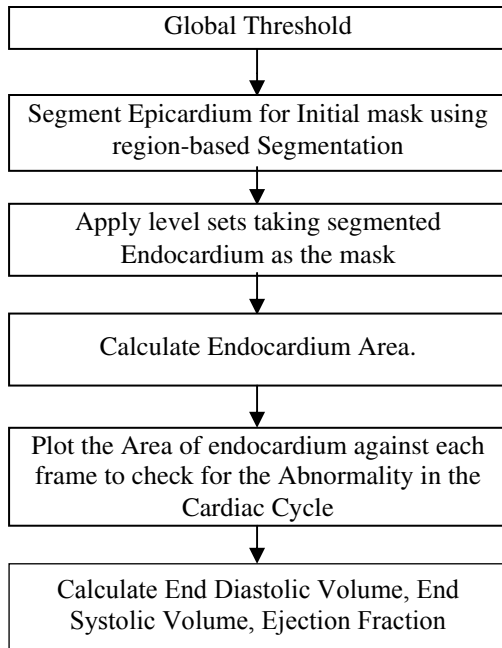 Global Threshold
Segment Epicardium for Initial mask using
region-based Segmentation
Apply level sets taking segmented
Endocardium as the mask
Calculate Endocardium Area.
Plot the Area of endocardium against each
frame to check for the Abnormality in the
Cardiac Cycle
Calculate End Diastolic Volume, End
Systolic Volume, Ejection Fraction